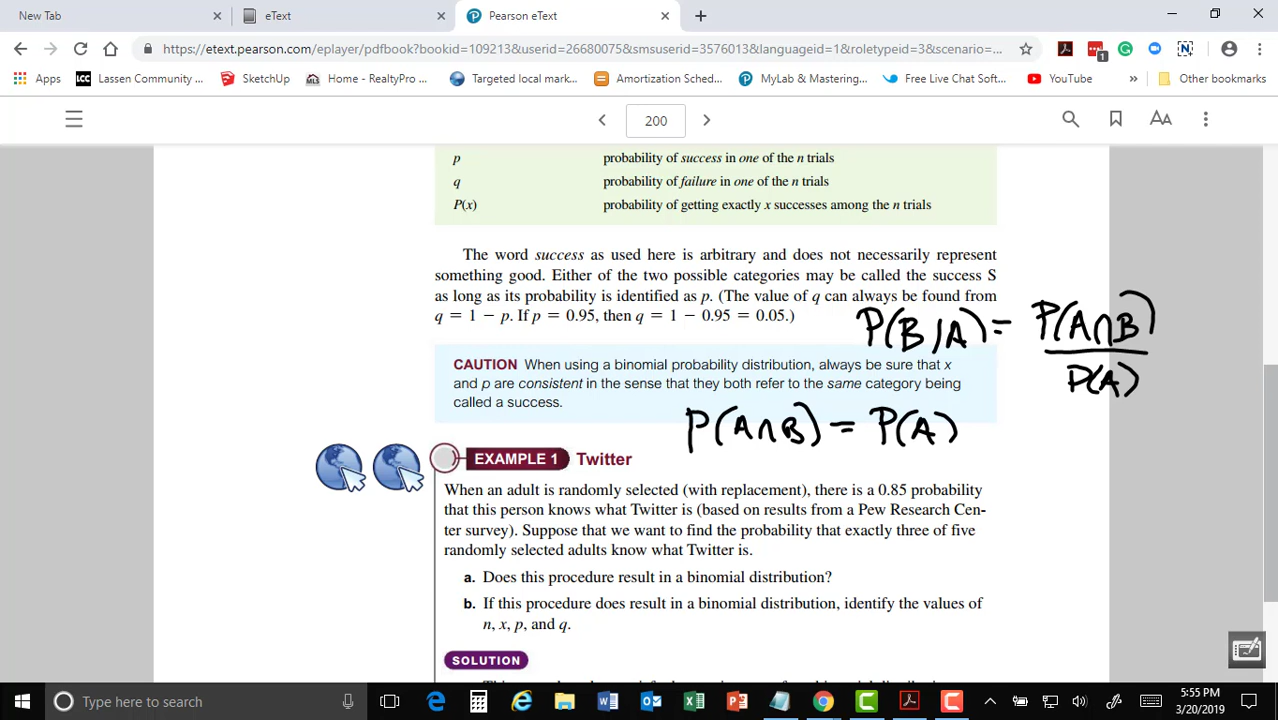 New Tab
eText
Pearson eText
https://etext.pearson.com/eplayer/pdfbook?bookid=109213&userid=26680075&smsuserid=3576013&languageid=1&roletypeid=3&scenario=...
Apps
Lassen Community ...
SketchUp
Home - RealtyPro ...
Targeted local mark...
Amortization Sched...
MyLab & Mastering...
Free Live Chat Soft...
YouTube
»
Other bookmarks
200
p probability of success in one of the n trials
q probability of failure in one of the n trials
P(x) probability of getting exactly x successes among the n trials
The word success as used here is arbitrary and does not necessarily represent
something good. Either of the two possible categories may be called the success S
as long as its probability is identified as p. (The value of q can always be found from
q = 1 − p. If p = 0.95, then q = 1 − 0.95 = 0.05.)
P(B|A) = P(A∩B)
P(A)
CAUTION When using a binomial probability distribution, always be sure that x
and p are consistent in the sense that they both refer to the same category being
called a success.
P(A∩B) = P(A)
EXAMPLE 1 Twitter
When an adult is randomly selected (with replacement), there is a 0.85 probability
that this person knows what Twitter is (based on results from a Pew Research Cen-
ter survey). Suppose that we want to find the probability that exactly three of five
randomly selected adults know what Twitter is.
a. Does this procedure result in a binomial distribution?
b. If this procedure does result in a binomial distribution, identify the values of
n, x, p, and q.
SOLUTION
Type here to search
5:55 PM
3/20/2019